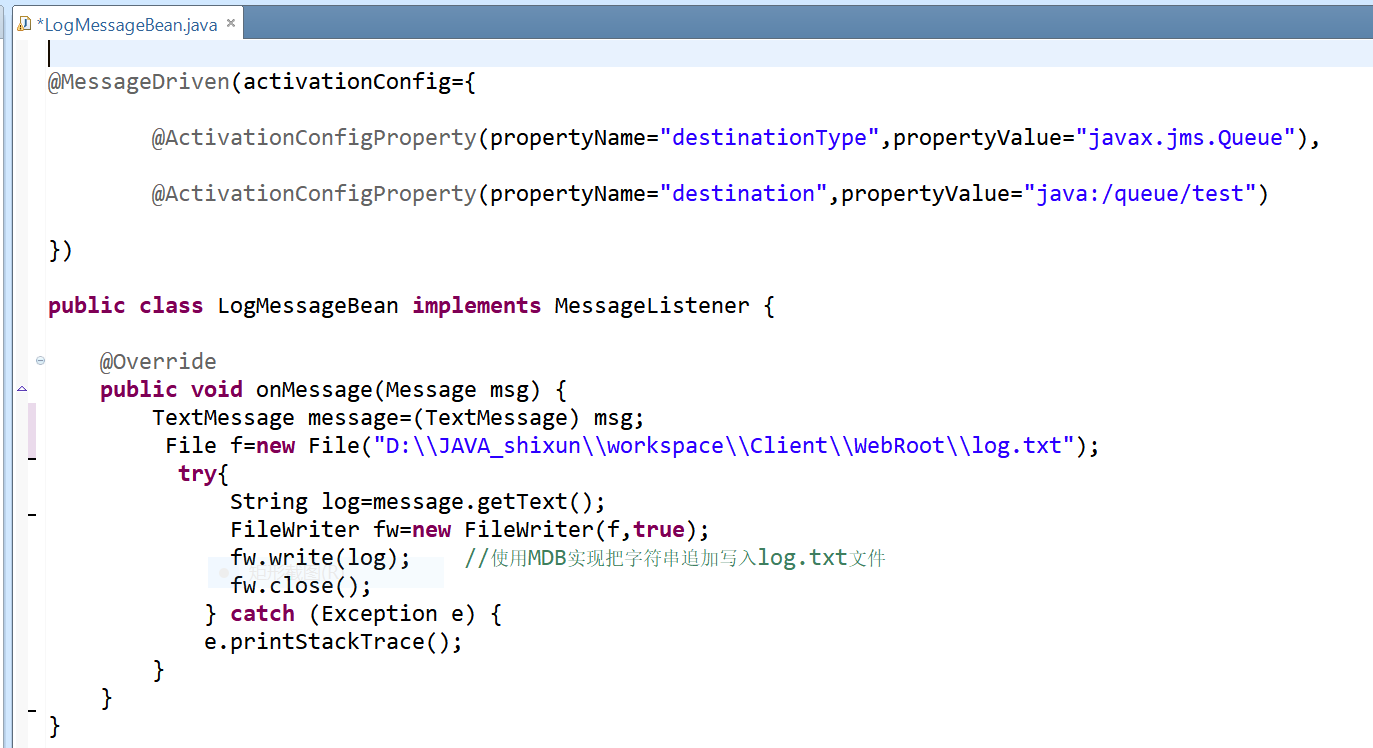 *LogMessageBean.java
@MessageDriven(activationConfig={
@ActivationConfigProperty(propertyName="destinationType",propertyValue="javax.jms.Queue"),
@ActivationConfigProperty(propertyName="destination",propertyValue="java:/queue/test")
})
public class LogMessageBean implements MessageListener {
@Override
public void onMessage(Message msg) {
TextMessage message=(TextMessage) msg;
File f=new File("D:\\JAVA_shixun\\workspace\\Client\\WebRoot\\log.txt");
try{
String log=message.getText();
FileWriter fw=new FileWriter(f,true);
fw.write(log); //使用MDB实现把字符串追加写入log.txt文件
fw.close();
} catch (Exception e) {
e.printStackTrace();
}
}
}